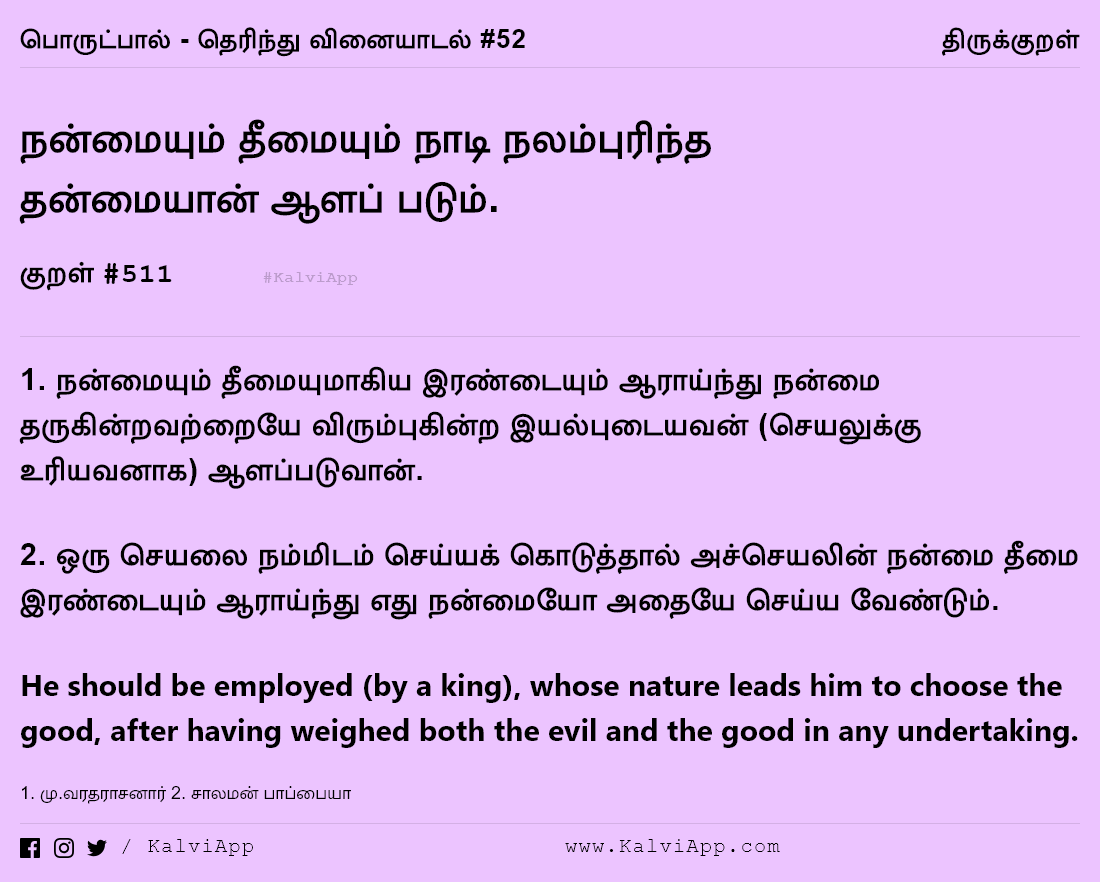 பொருட்பால் - தெரிந்து வினையாடல் #52 திருக்குறள்
நன்மையும் தீமையும் நாடி நலம்புரிந்த
தன்மையான் ஆளப் படும்.
குறள் #511 #KalviApp
1. நன்மையும் தீமையுமாகிய இரண்டையும் ஆராய்ந்து நன்மை
தருகின்றவற்றையே விரும்புகின்ற இயல்புடையவன் (செயலுக்கு
உரியவனாக) ஆளப்படுவான்.
2. ஒரு செயலை நம்மிடம் செய்யக் கொடுத்தால் அச்செயலின் நன்மை தீமை
இரண்டையும் ஆராய்ந்து எது நன்மையோ அதையே செய்ய வேண்டும்.
He should be employed (by a king), whose nature leads him to choose the
good, after having weighed both the evil and the good in any undertaking.
1. மு.வரதராசனார் 2. சாலமன் பாப்பையா
/ KalviApp www.KalviApp.com